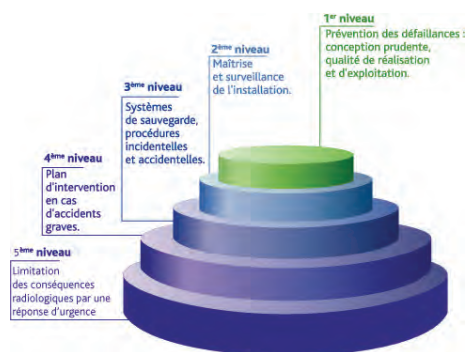 1er niveau
Prévention des défaillances :
conception prudente,
qualité de réalisation
et d'exploitation.
2ème niveau
Maîtrise
et surveillance
de l'installation.
3ème niveau
Systèmes
de sauvegarde,
procédures
incidentelles
et accidentelles.
4ème niveau
Plan
d'intervention
en cas
d'accidents
graves.
5ème niveau
Limitation
des conséquences
radiologiques par une
réponse d'urgence